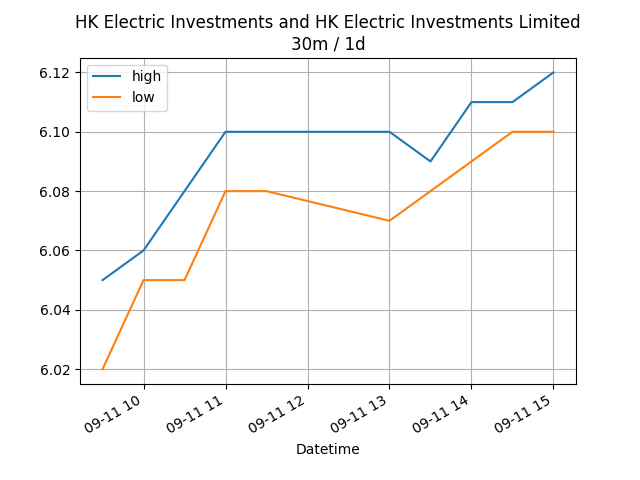 HK Electric Investments and HK Electric Investments Limited
30m / 1d
high
low
6.12
6.10
6.08
6.06
6.04
6.02
09-11 10
09-11 11
09-11 12
09-11 13
09-11 14
09-11 15
Datetime